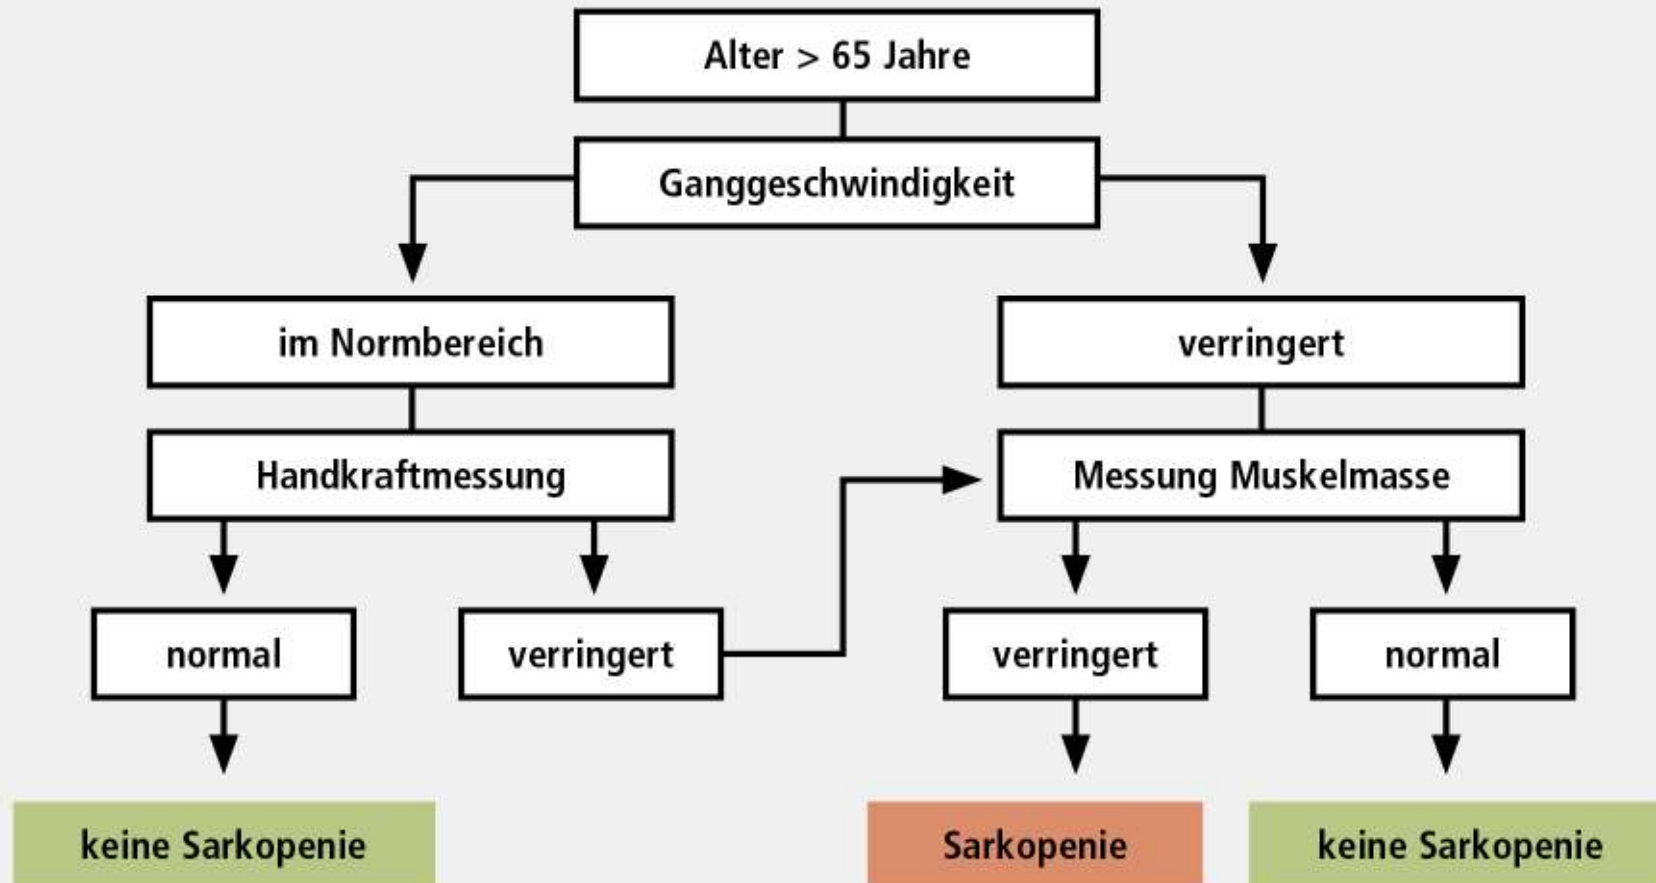 Alter > 65 Jahre
Ganggeschwindigkeit
im Normbereich
verringert
Handkraftmessung
Messung Muskelmasse
normal
verringert
verringert
normal
keine Sarkopenie
Sarkopenie
keine Sarkopenie